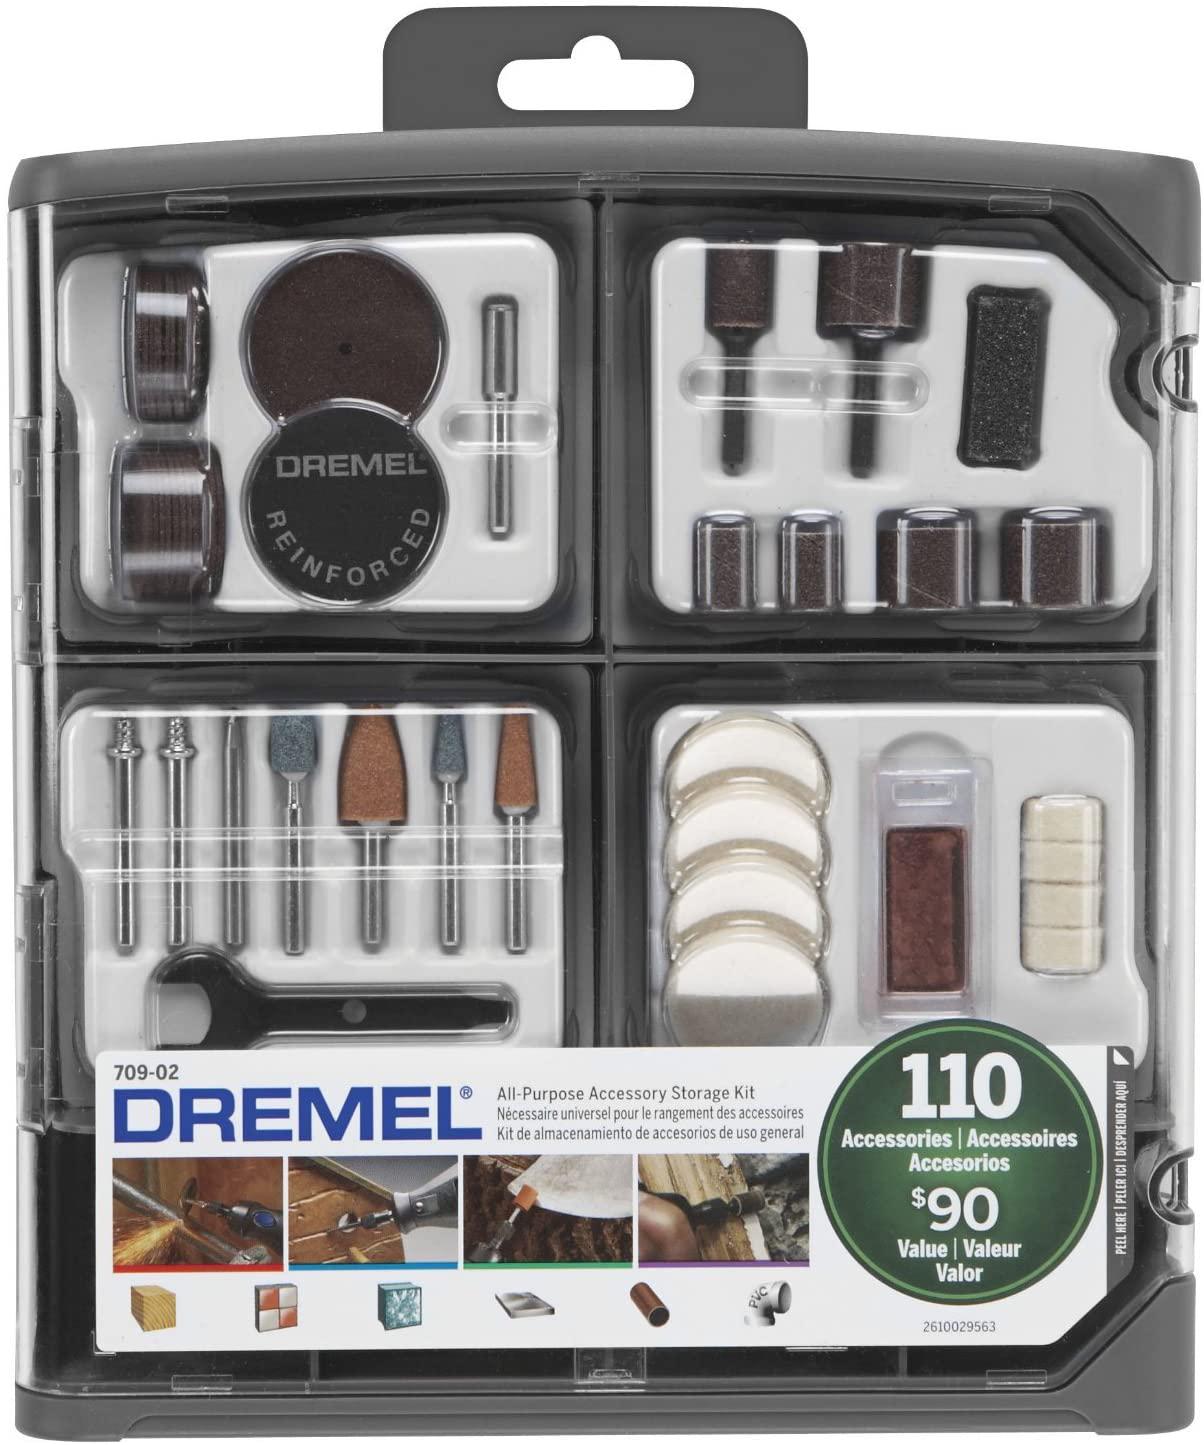 DREMEL
REINFORCED
709-02
DREMEL®
All-Purpose Accessory Storage Kit
Nécessaire universel pour le rangement des accessoires
Kit de almacenamiento de accesorios de uso general
110
Accessories | Accessoires
Accesorios
$90
Value | Valeur
Valor
PEEL HERE | PELER ICI | DESPRENDER AQUÍ
PVC
2610029563